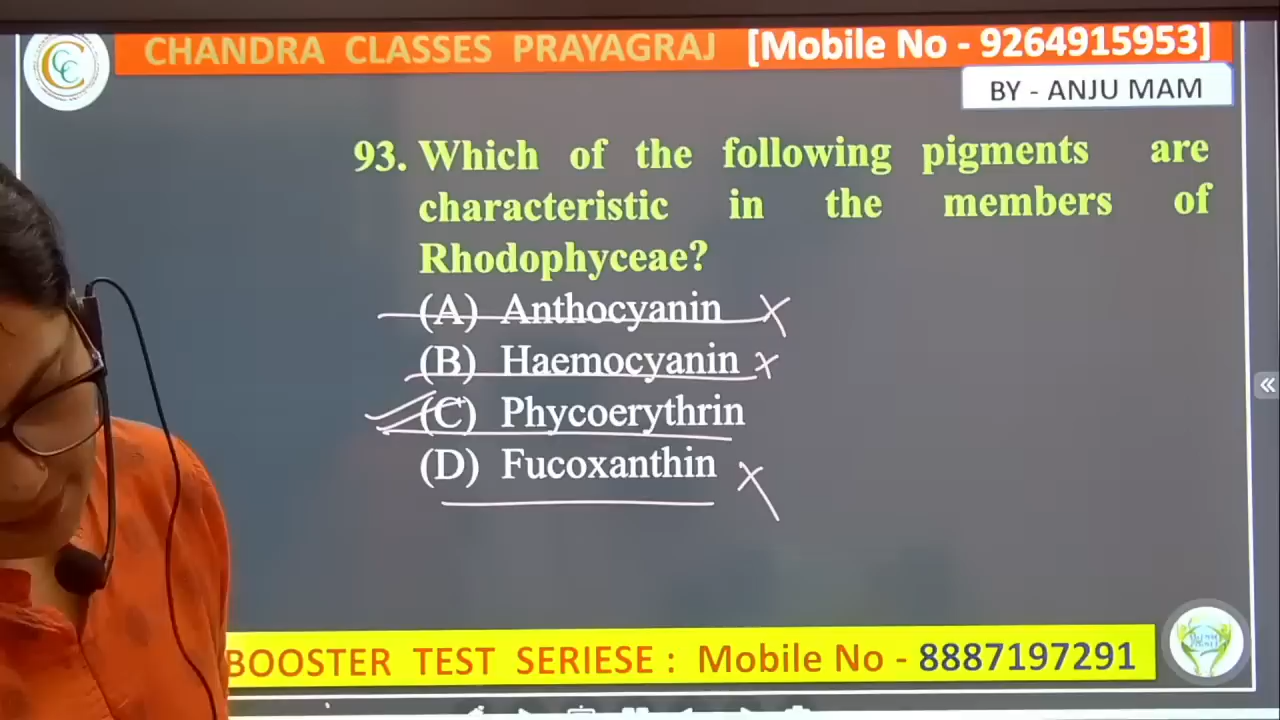 CHANDRA CLASSES PRAYAGRAJ [Mobile No - 9264915953]
BY - ANJU MAM
93. Which of the following pigments are
characteristic in the members of
Rhodophyceae?
(A) Anthocyanin
(B) Haemocyanin
(C) Phycoerythrin
(D) Fucoxanthin
BOOSTER TEST SERIESE : Mobile No - 8887197291